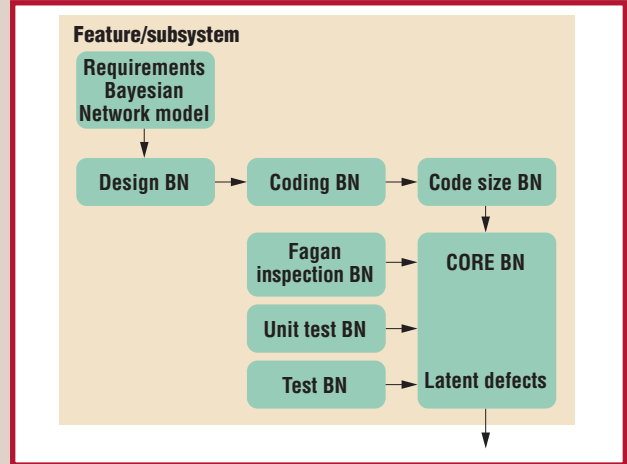 Feature/subsystem
Requirements
Bayesian
Network model
Design BN
Coding BN
Code size BN
Fagan
inspection BN
CORE BN
Unit test BN
Test BN
Latent defects